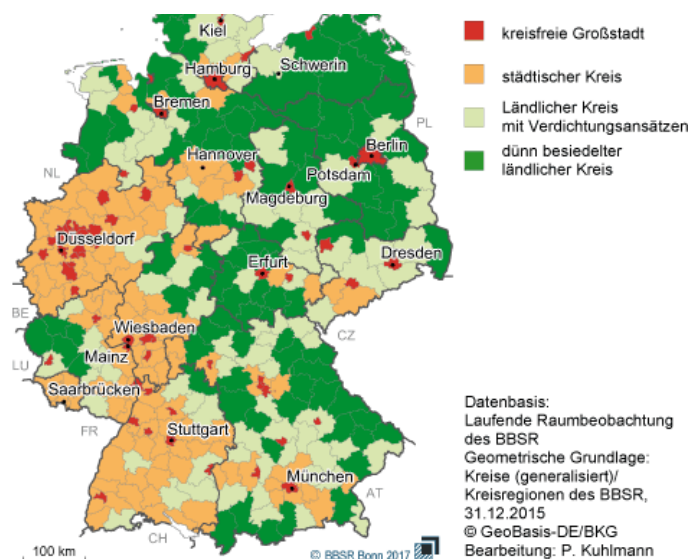 Kiel
Hamburg
Schwerin
Bremen
PL
Berlin
Hannover
Potsdam
NL
Magdeburg
Düsseldorf
Dresden
Erfurt
BE
Wiesbaden
CZ
LU
Mainz
Saarbrücken
FR
Stuttgart
München
AT
CH
100 km
© BBSR Bonn 2017
kreisfreie Großstadt
städtischer Kreis
Ländlicher Kreis
mit Verdichtungsansätzen
dünn besiedelter
ländlicher Kreis
Datenbasis:
Laufende Raumbeobachtung
des BBSR
Geometrische Grundlage:
Kreise (generalisiert)/
Kreisregionen des BBSR,
31.12.2015
© GeoBasis-DE/BKG
Bearbeitung: P. Kuhlmann